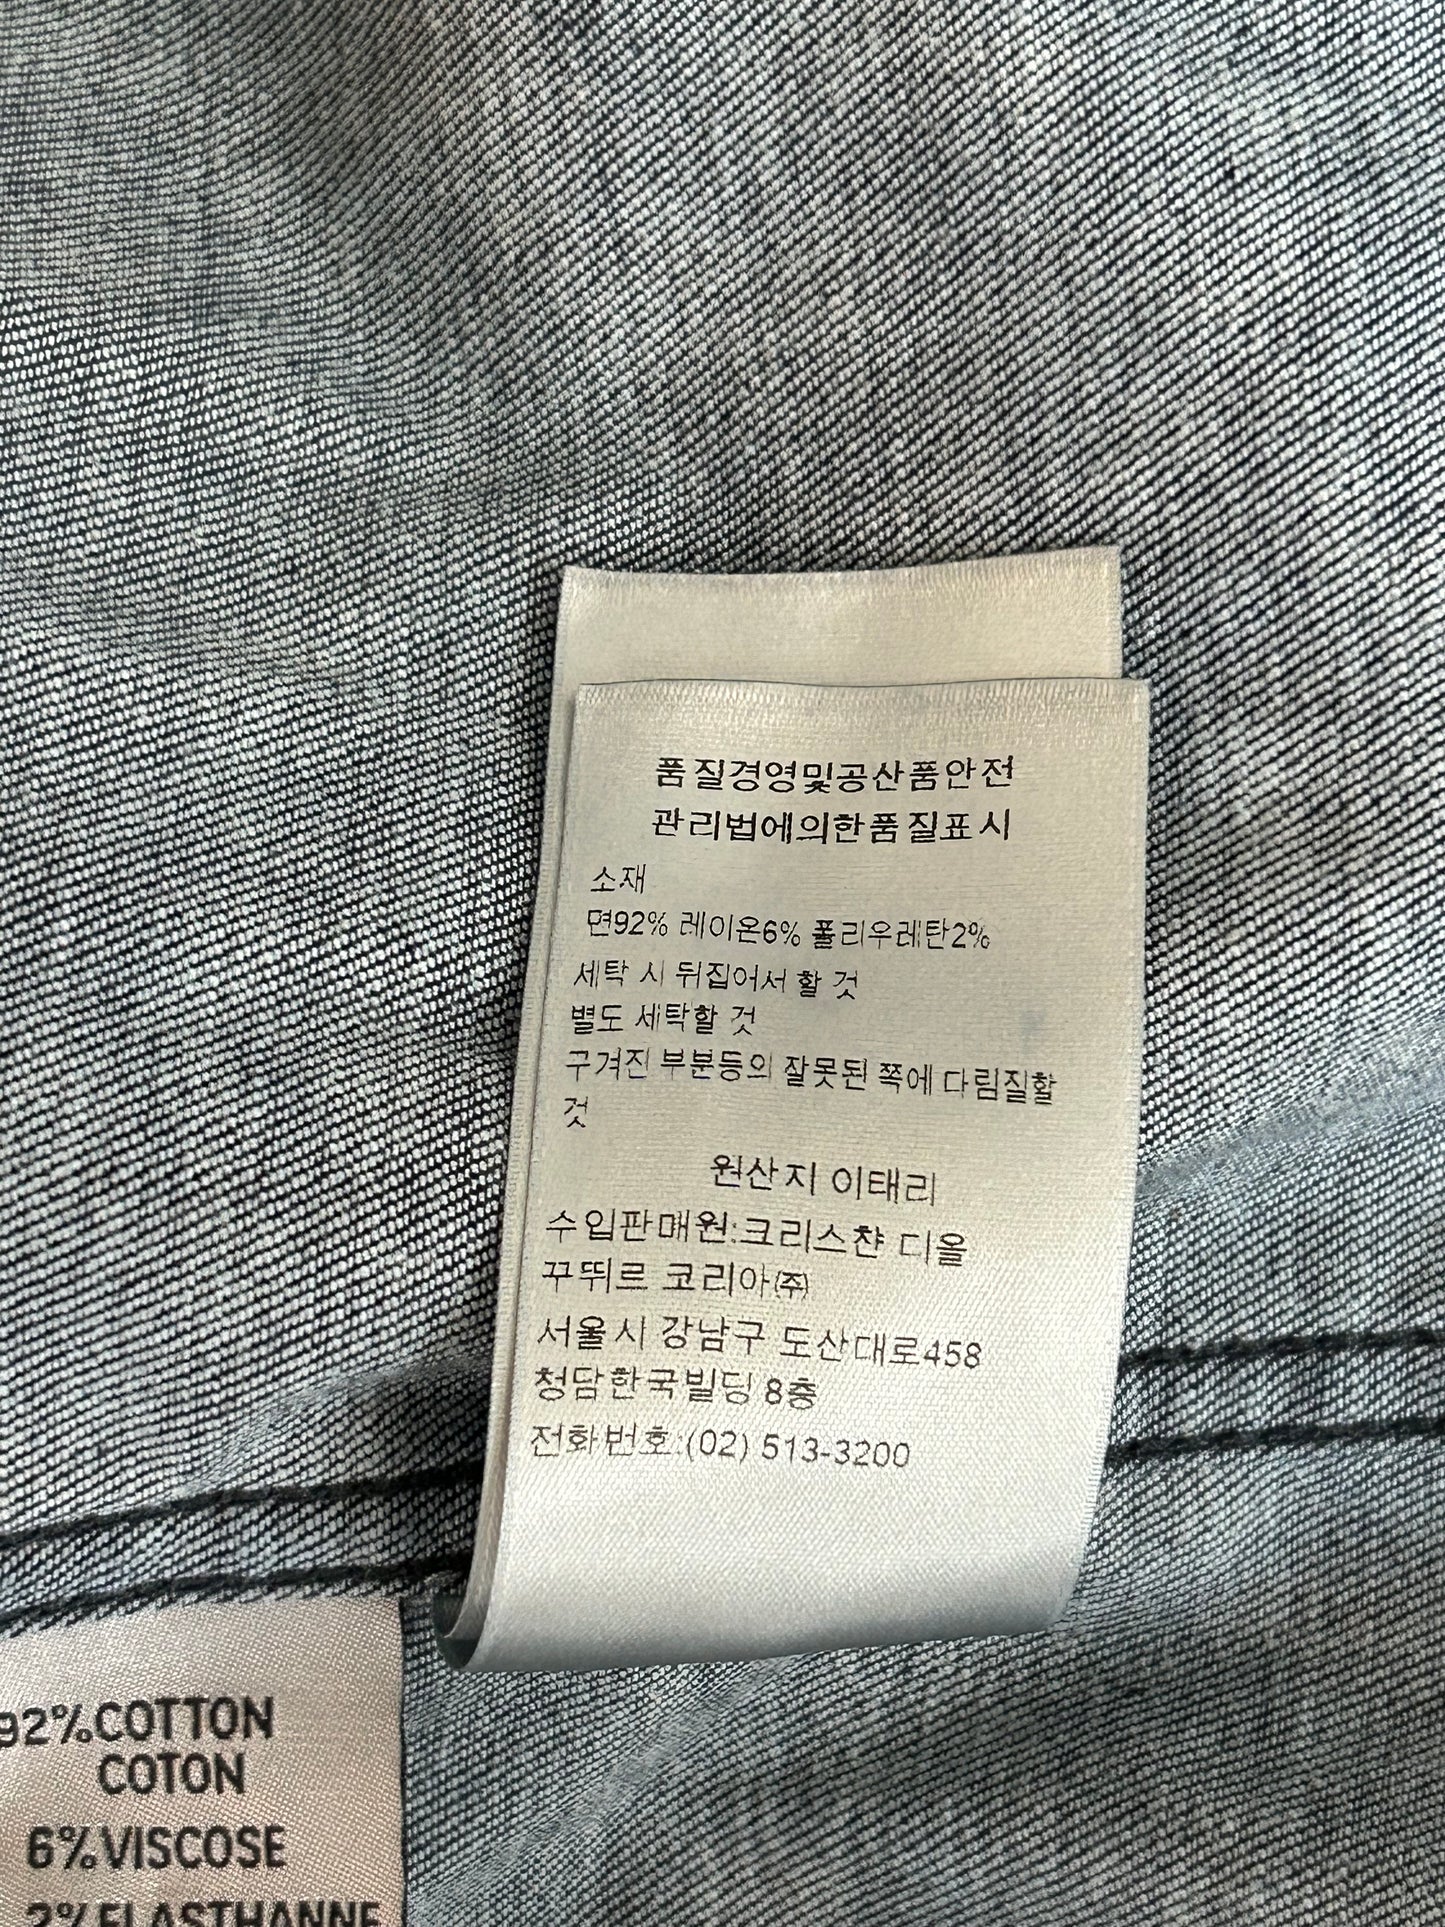 품질경영및공산품안전
관리법에의한품질표시
소재
면92% 레이온6% 폴리우레탄2%
세탁 시 뒤집어서 할 것
별도 세탁할 것
구겨진 부분등의 잘못된 쪽에 다림질할
것
원산지 이태리
수입판매원:크리스챤 디올
꾸뛰르 코리아㈜
서울시 강남구 도산대로458
청담한국빌딩 8층
전화번호:(02) 513-3200
92%COTTON
COTON
6%VISCOSE
2%ELASTHANNE